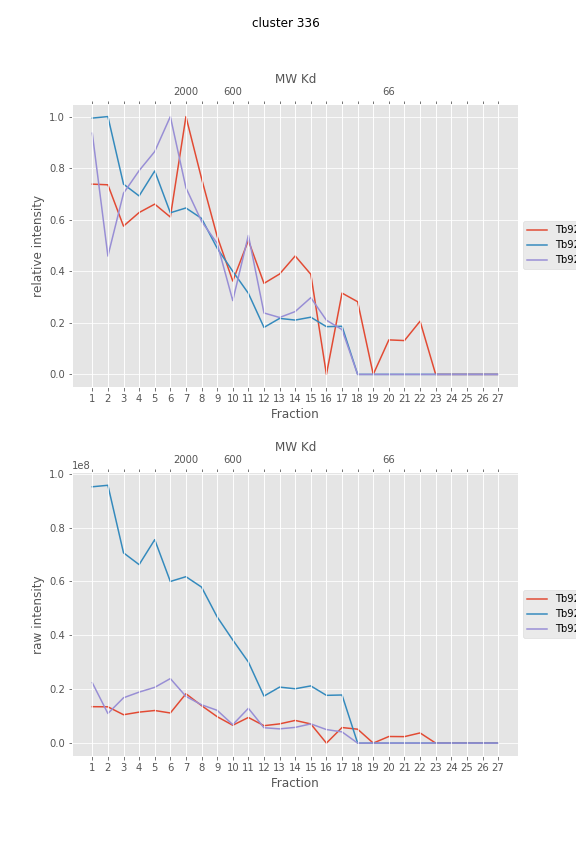 cluster 336
MW Kd
2000 600 66
1.0
0.8
0.6
0.4
0.2
0.0
relative intensity
Tb92
Tb92
Tb92
1 2 3 4 5 6 7 8 9 10 11 12 13 14 15 16 17 18 19 20 21 22 23 24 25 26 27
Fraction
MW Kd
2000 600 66
1e8
1.0
0.8
0.6
0.4
0.2
0.0
raw intensity
Tb92
Tb92
Tb92
1 2 3 4 5 6 7 8 9 10 11 12 13 14 15 16 17 18 19 20 21 22 23 24 25 26 27
Fraction